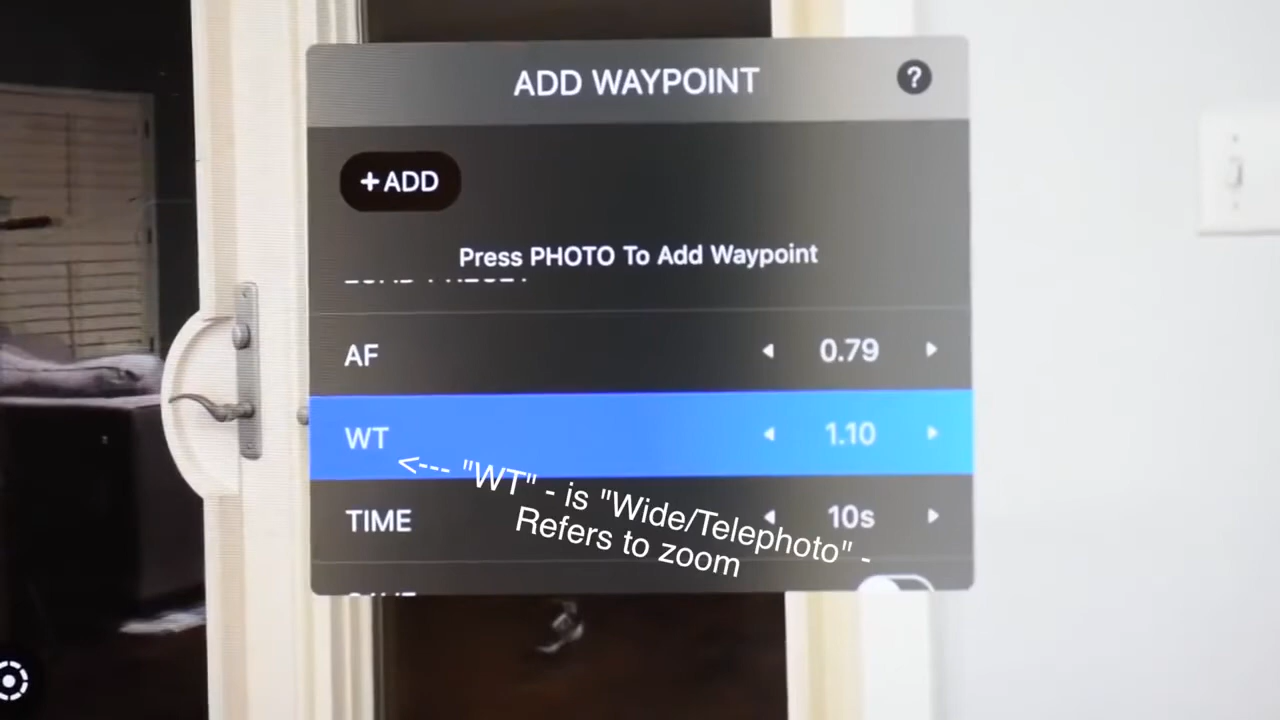 ADD WAYPOINT
?
+ADD
Press PHOTO To Add Waypoint
AF 0.79
WT 1.10
<--- "WT" - is "Wide/Telephoto" -
Refers to zoom
TIME 10s